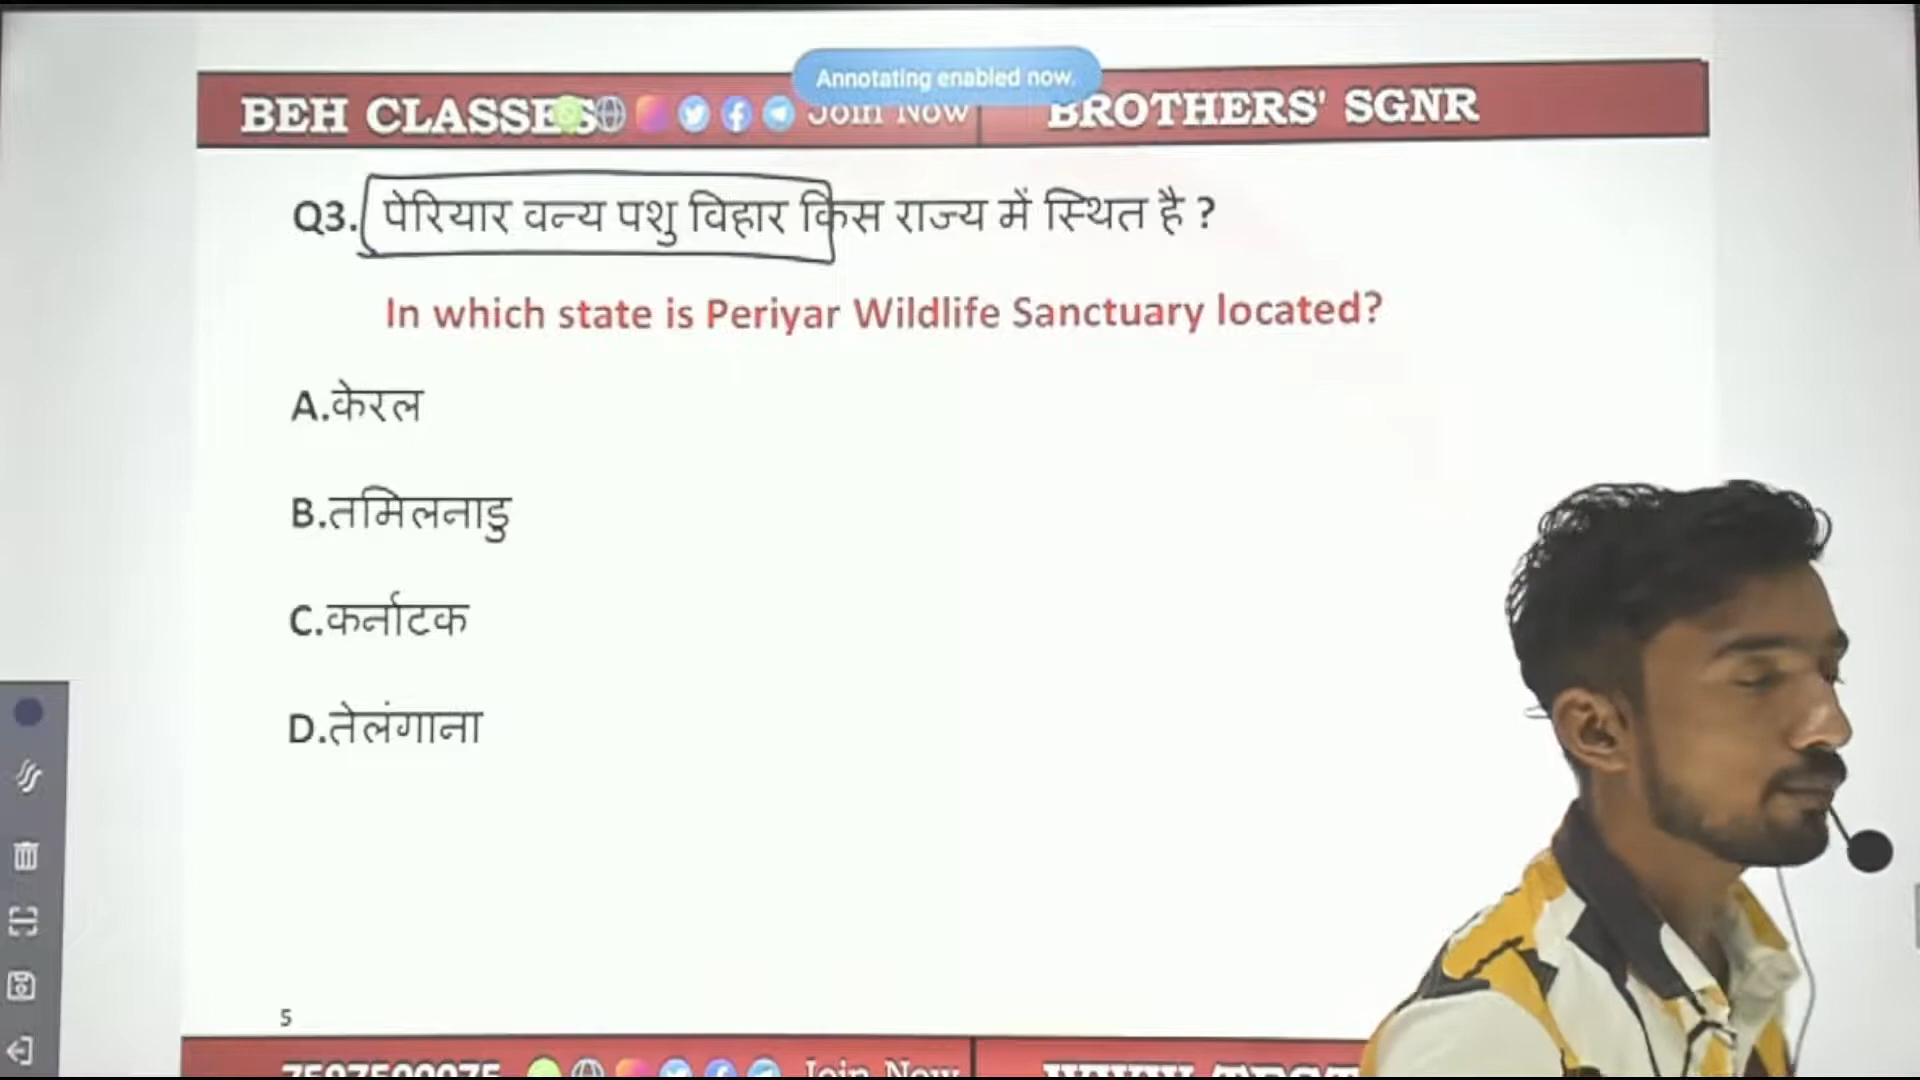 Annotating enabled now.
BEH CLASSES Join Now BROTHERS' SGNR
Q3. पेरियार वन्य पशु विहार किस राज्य में स्थित है ?
In which state is Periyar Wildlife Sanctuary located?
A.केरल
B.तमिलनाडु
C.कर्नाटक
D.तेलंगाना
5
Join Now